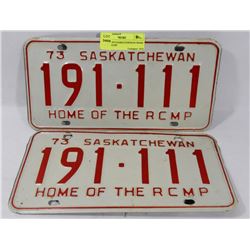 73 SASKATCHEWAN
191·111
HOME OF THE RCMP
73 SASKATCHEWAN
191·111
HOME OF THE RCMP